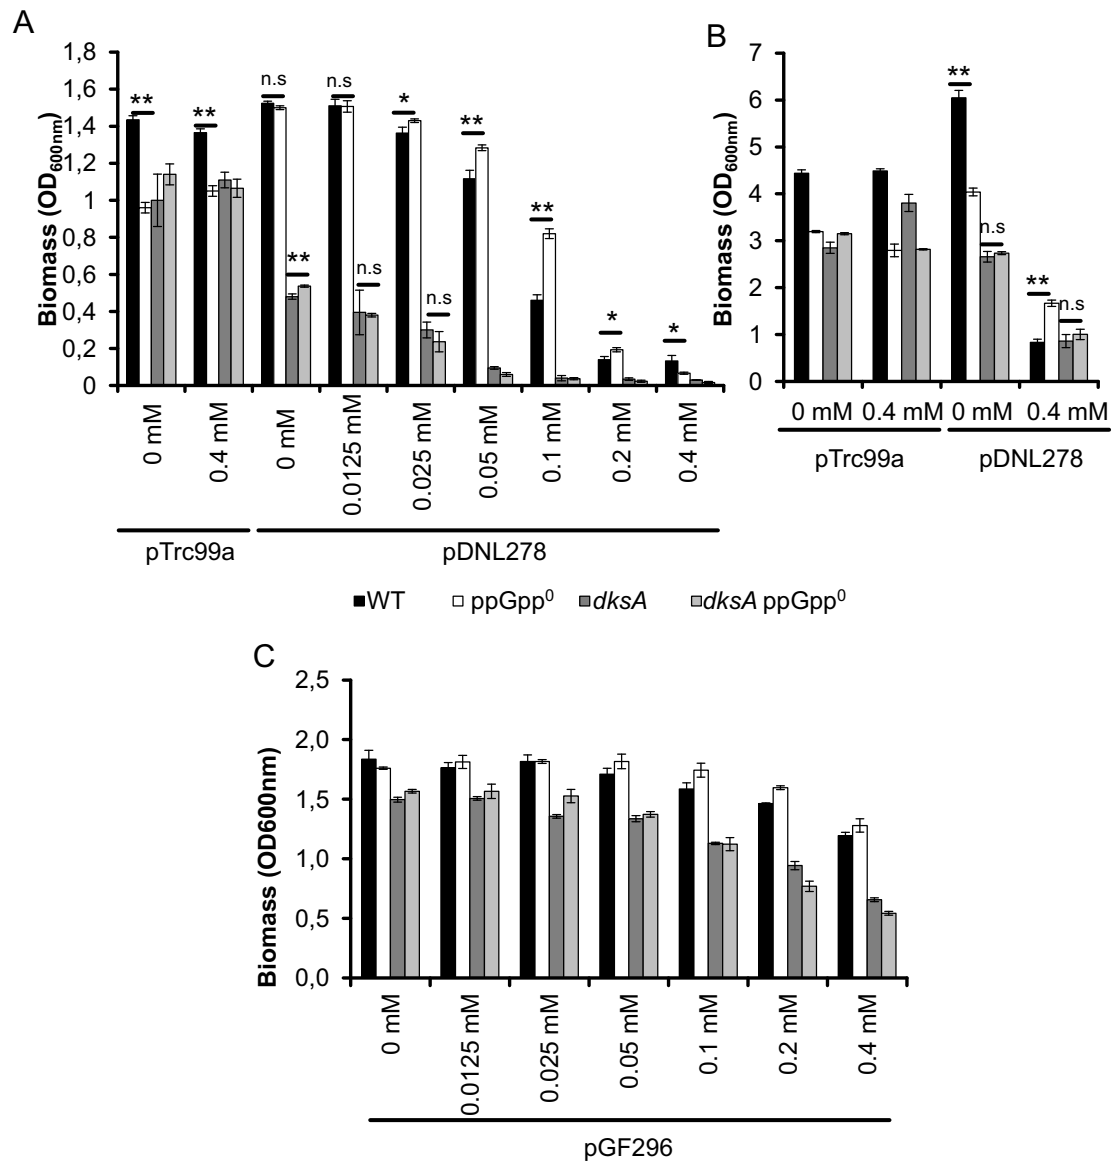 A
Biomass (OD600nm)
1,8
1,6
1,4
1,2
1
0,8
0,6
0,4
0,2
0
**
**
n.s
**
n.s
n.s
*
n.s
**
**
*
*
0 mM
0.4 mM
0 mM
0.0125 mM
0.025 mM
0.05 mM
0.1 mM
0.2 mM
0.4 mM
pTrc99a
pDNL278
B
Biomass (OD600nm)
7
6
5
4
3
2
1
0
**
n.s
**
n.s
0 mM 0.4 mM 0 mM 0.4 mM
pTrc99a
pDNL278
WT ppGpp0 dksA dksA ppGpp0
C
Biomass (OD600nm)
2,5
2,0
1,5
1,0
0,5
0,0
0 mM
0.0125 mM
0.025 mM
0.05 mM
0.1 mM
0.2 mM
0.4 mM
pGF296